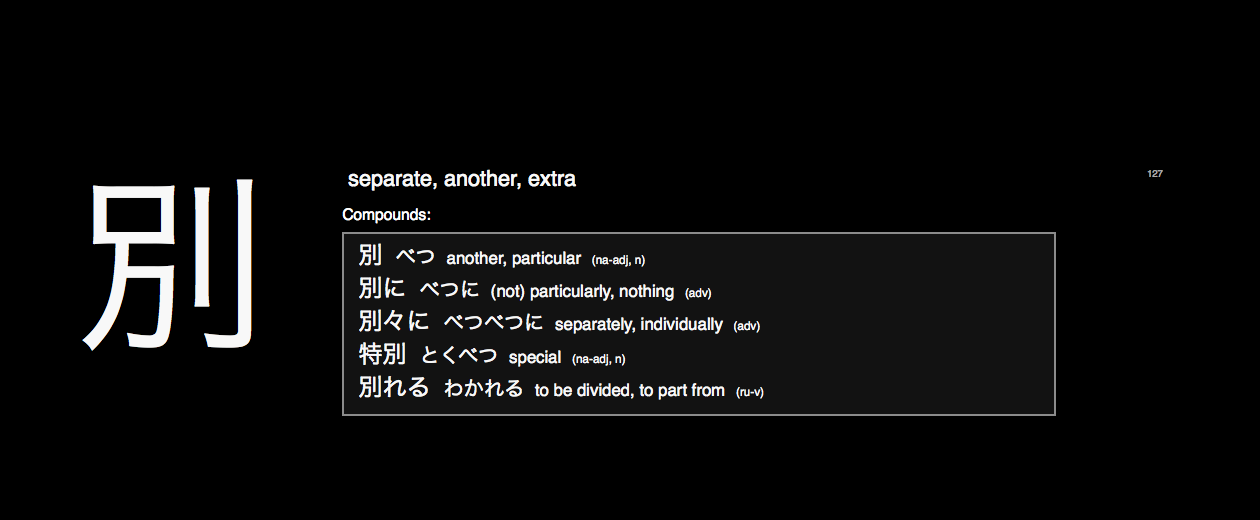 別
separate, another, extra
127
Compounds:
別 べつ another, particular (na-adj, n)
別に べつに (not) particularly, nothing (adv)
別々に べつべつに separately, individually (adv)
特別 とくべつ special (na-adj, n)
別れる わかれる to be divided, to part from (ru-v)